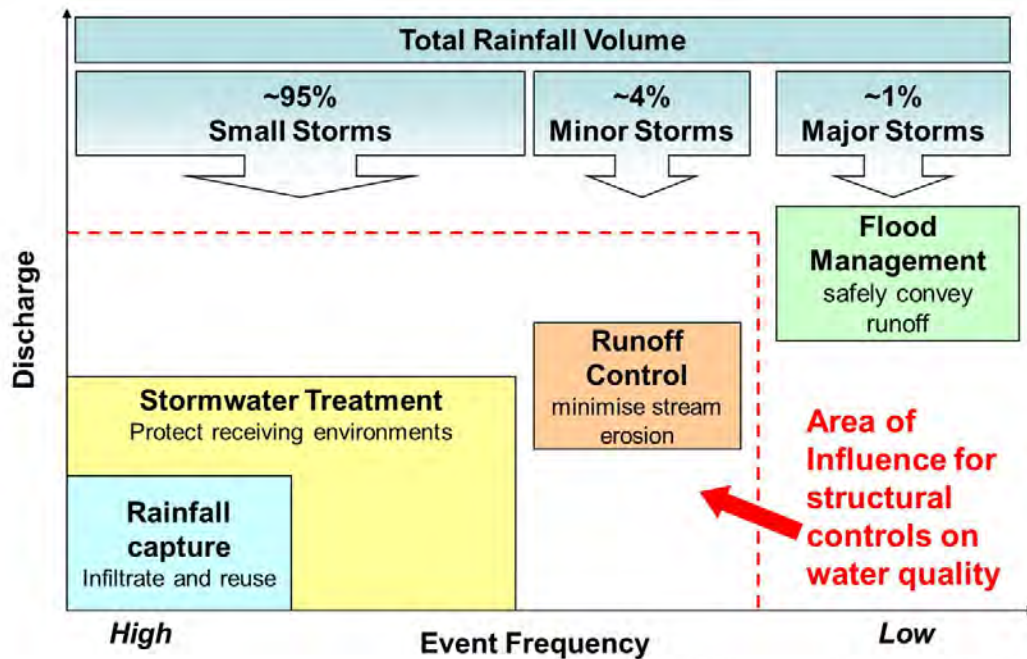 Total Rainfall Volume
~95%
Small Storms
~4%
Minor Storms
~1%
Major Storms
Flood
Management
safely convey
runoff
Runoff
Control
minimise stream
erosion
Stormwater Treatment
Protect receiving environments
Rainfall
capture
Infiltrate and reuse
Area of
Influence for
structural
controls on
water quality
Discharge
High
Event Frequency
Low